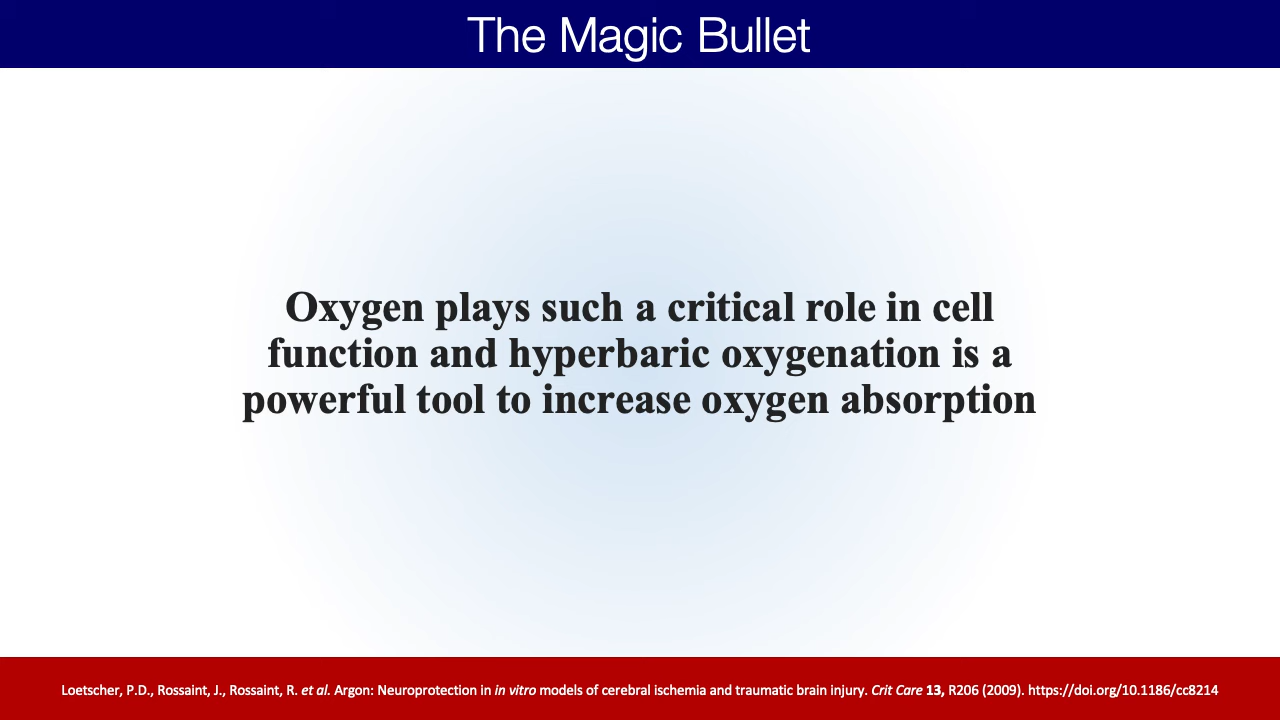 The Magic Bullet
Oxygen plays such a critical role in cell
function and hyperbaric oxygenation is a
powerful tool to increase oxygen absorption
Loetscher, P.D., Rossaint, J., Rossaint, R. et al. Argon: Neuroprotection in in vitro models of cerebral ischemia and traumatic brain injury. Crit Care 13, R206 (2009). https://doi.org/10.1186/cc8214